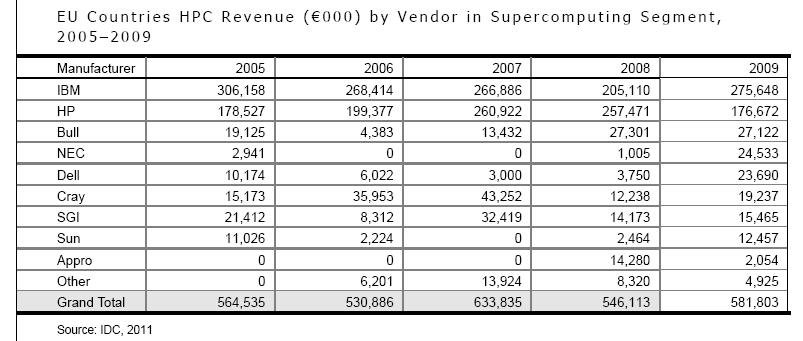 EU Countries HPC Revenue (€000) by Vendor in Supercomputing Segment,
2005–2009
Manufacturer 2005 2006 2007 2008 2009
IBM 306,158 268,414 266,886 205,110 275,648
HP 178,527 199,377 260,922 257,471 176,672
Bull 19,125 4,383 13,432 27,301 27,122
NEC 2,941 0 0 1,005 24,533
Dell 10,174 6,022 3,000 3,750 23,690
Cray 15,173 35,953 43,252 12,238 19,237
SGI 21,412 8,312 32,419 14,173 15,465
Sun 11,026 2,224 0 2,464 12,457
Appro 0 0 0 14,280 2,054
Other 0 6,201 13,924 8,320 4,925
Grand Total 564,535 530,886 633,835 546,113 581,803
Source: IDC, 2011